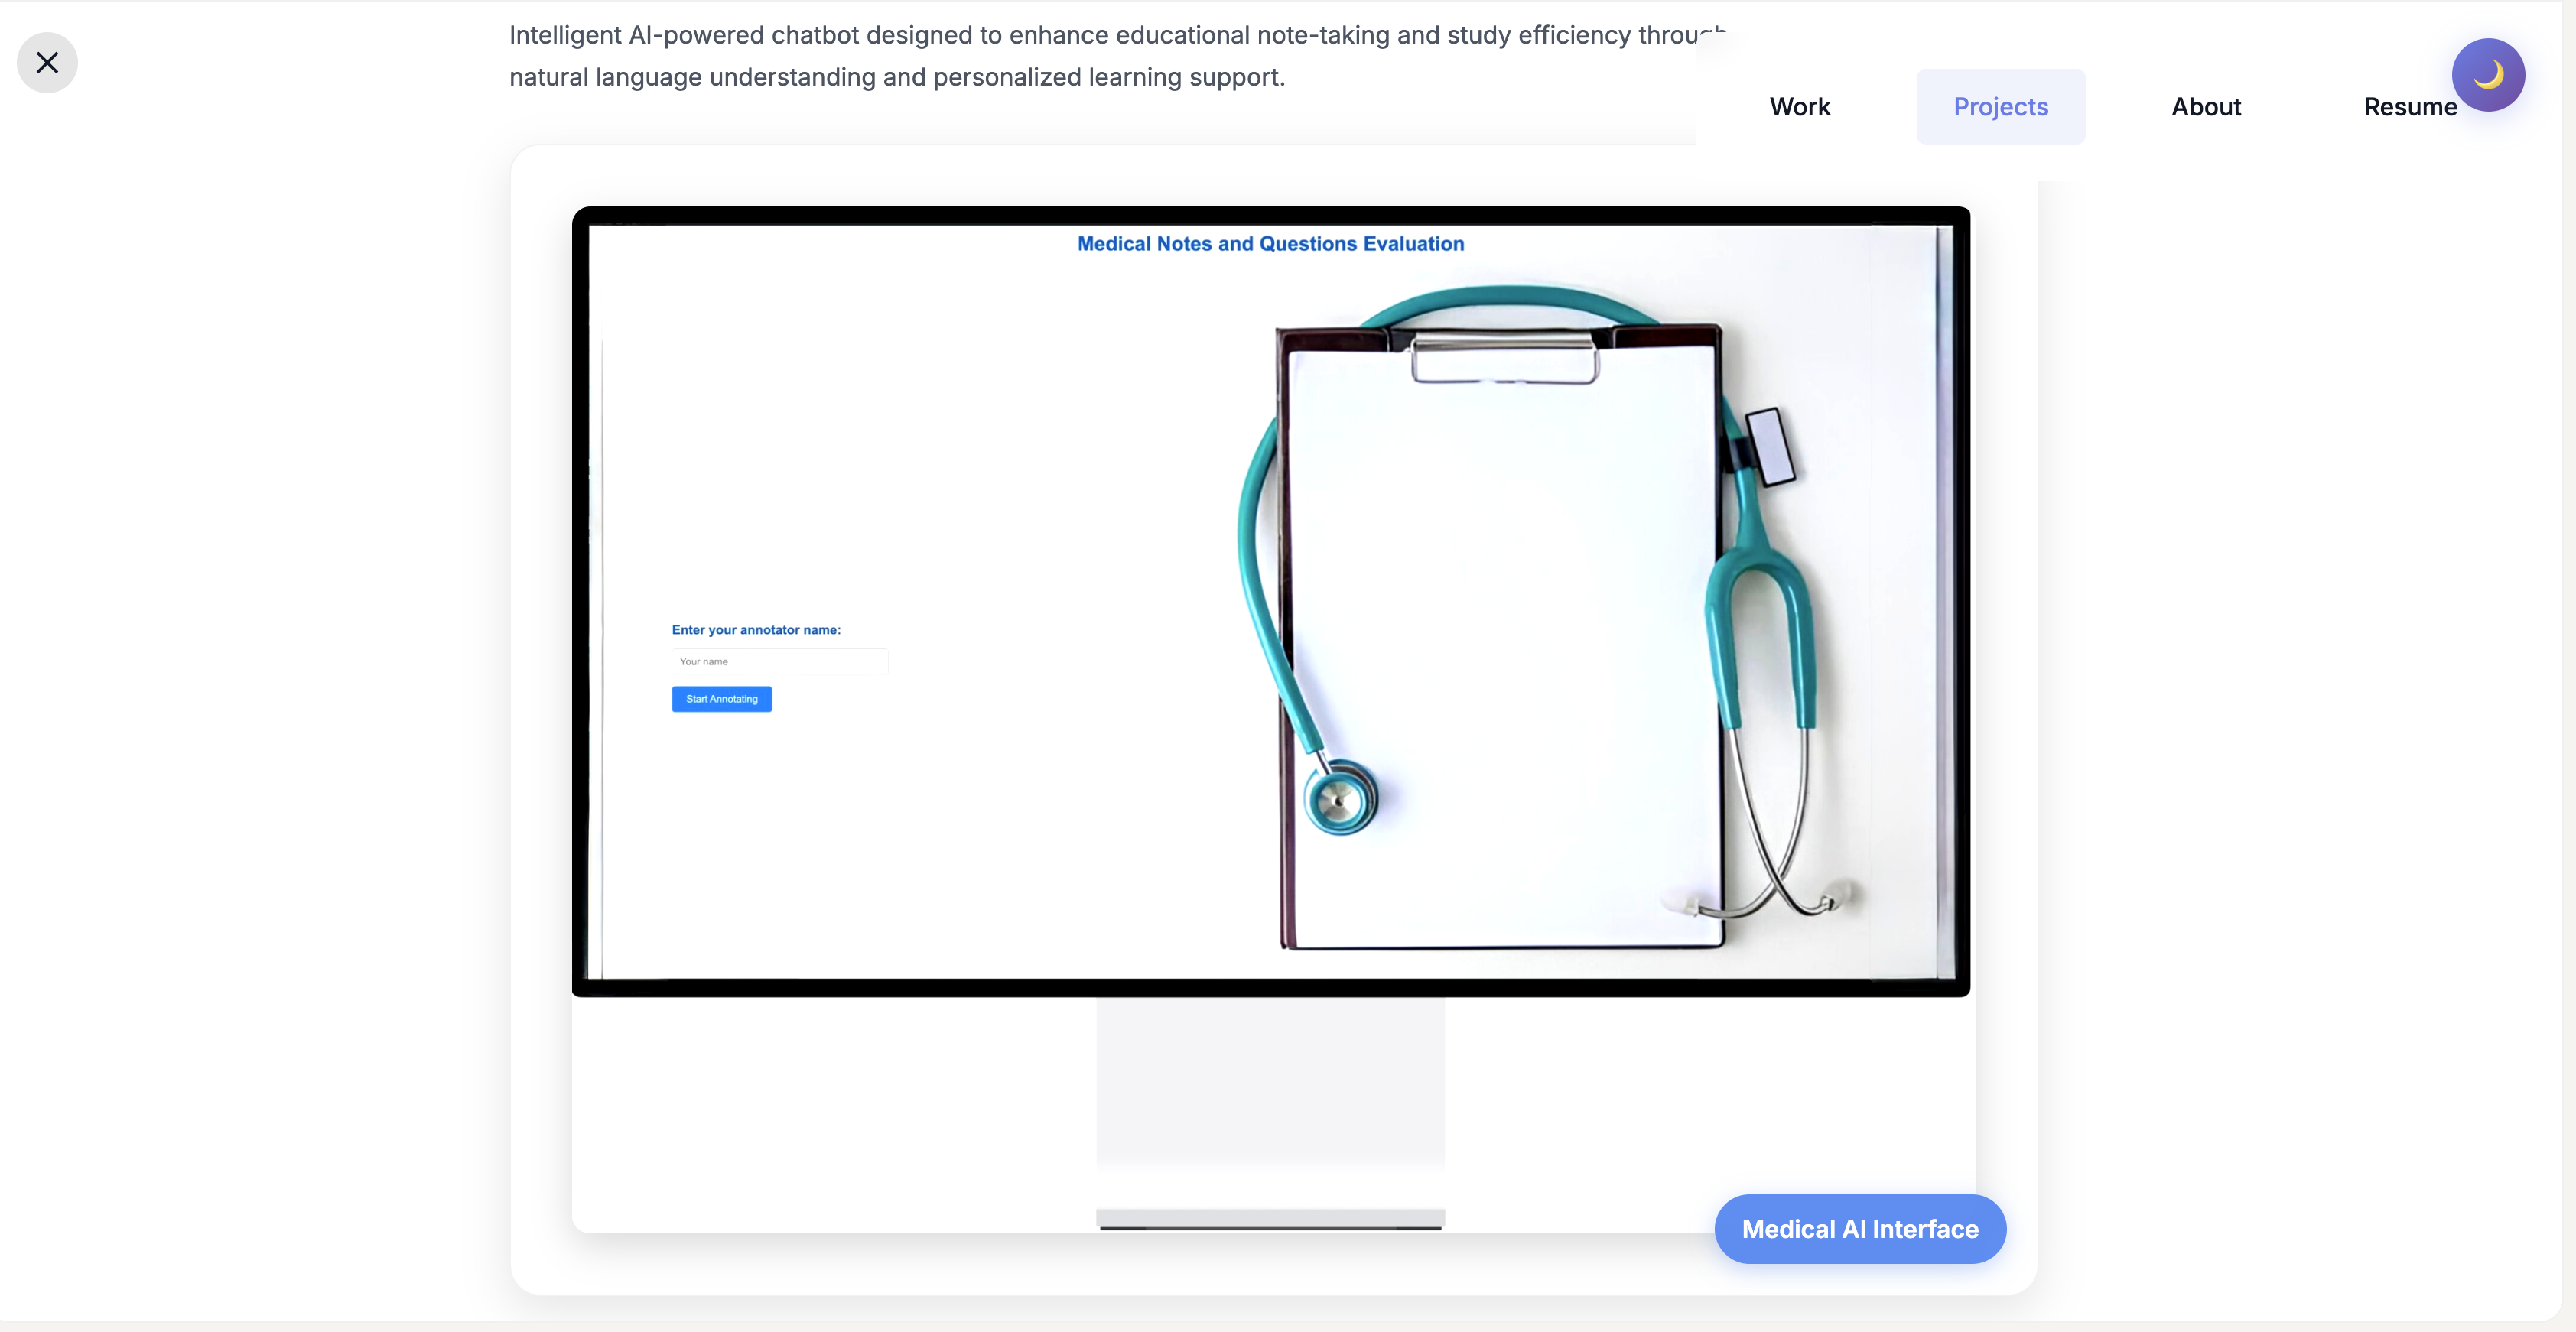 Intelligent AI-powered chatbot designed to enhance educational note-taking and study efficiency through
natural language understanding and personalized learning support.
Work
Projects
About
Resume
Medical Notes and Questions Evaluation
Enter your annotator name:
Your name
Start Annotating
Medical AI Interface